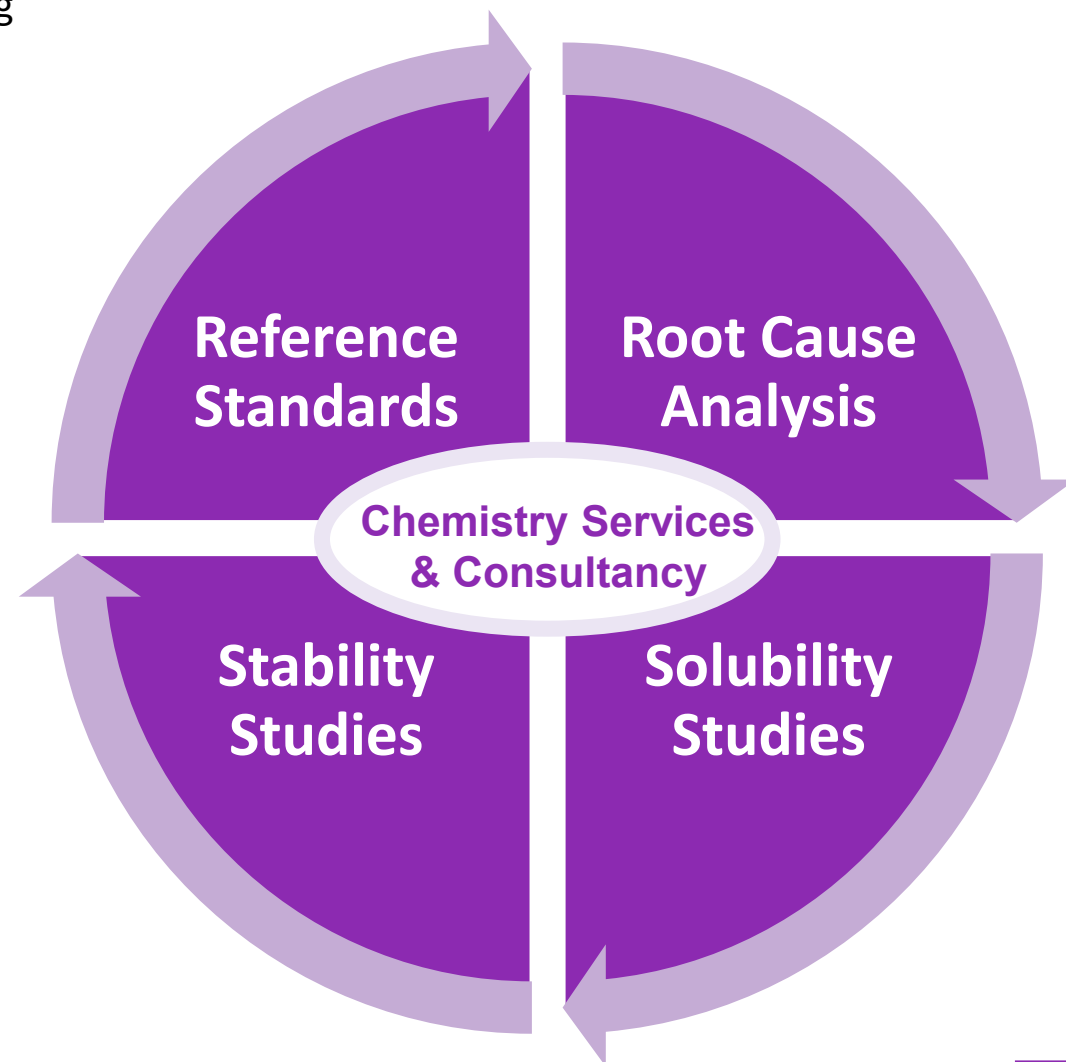 g
Reference
Standards
Root Cause
Analysis
Chemistry Services
& Consultancy
Stability
Studies
Solubility
Studies